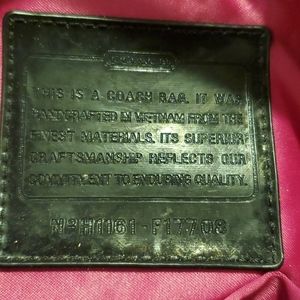 COACH
THIS IS A COACH BAG. IT WAS
HANDCRAFTED IN VIETNAM FROM THE
FINEST MATERIALS. ITS SUPERIOR
CRAFTSMANSHIP REFLECTS OUR
COMMITMENT TO ENDURING QUALITY.